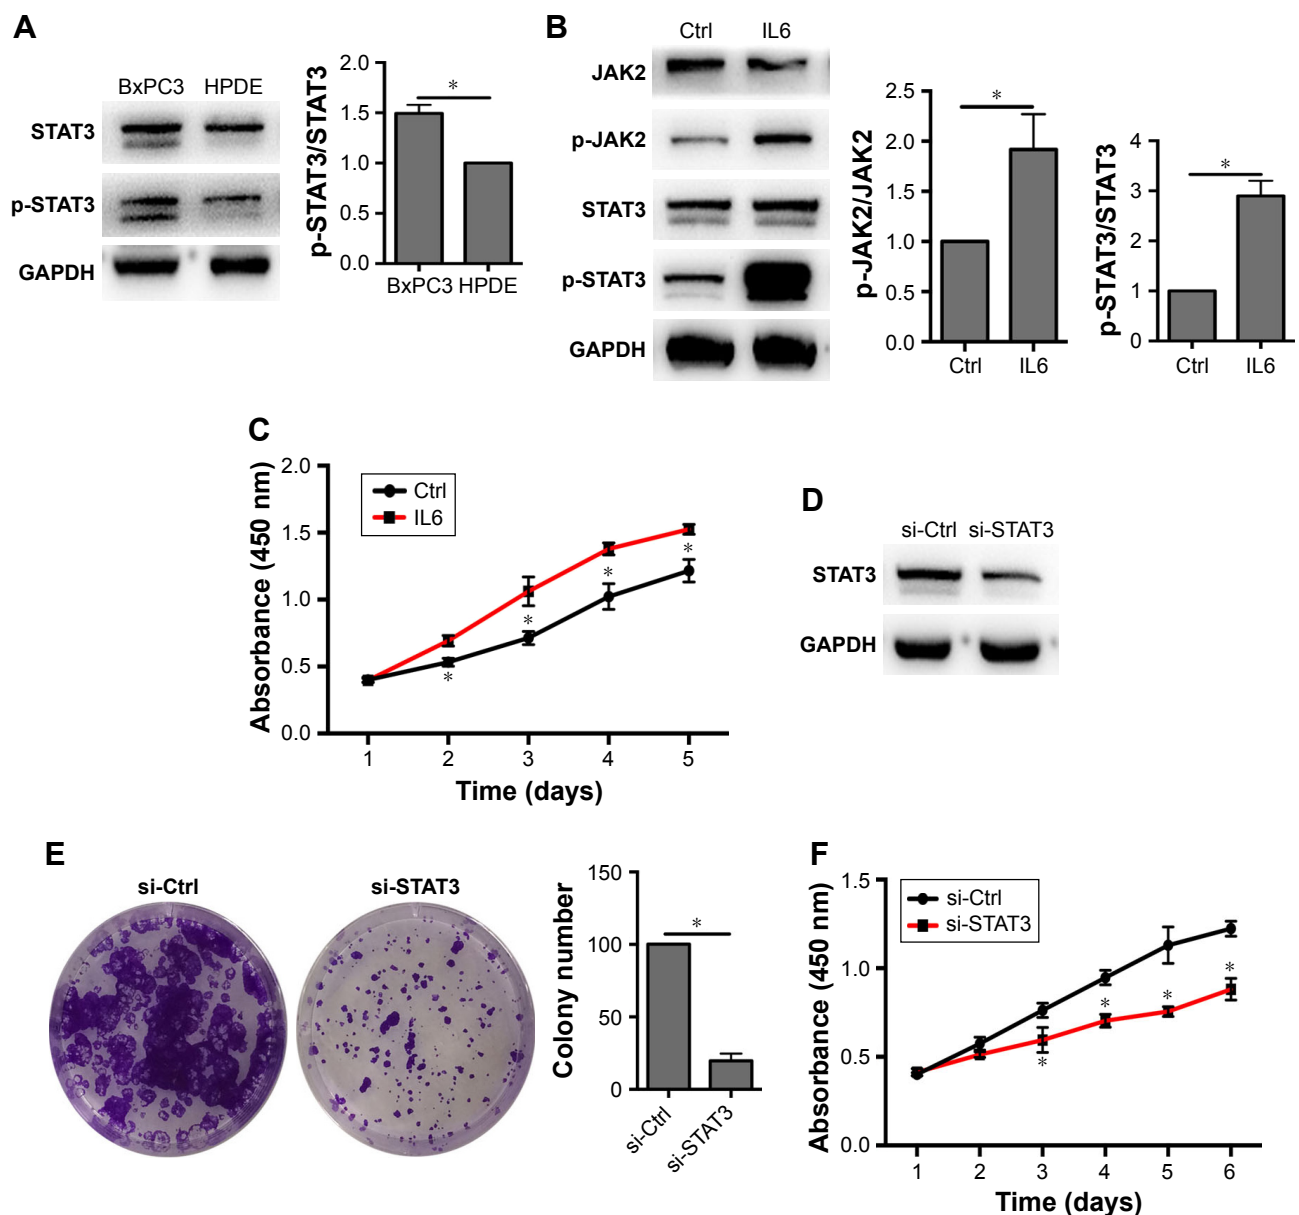 A
BxPC3 HPDE
STAT3
p-STAT3
GAPDH
p-STAT3/STAT3
2.0
1.5
1.0
0.5
0.0
*
BxPC3 HPDE
B
Ctrl IL6
JAK2
p-JAK2
STAT3
p-STAT3
GAPDH
p-JAK2/JAK2
2.5
2.0
1.5
1.0
0.5
0.0
*
Ctrl IL6
p-STAT3/STAT3
4
3
2
1
0
*
Ctrl IL6
C
Absorbance (450 nm)
2.0
1.5
1.0
0.5
0.0
Ctrl
IL6
* * * *
1 2 3 4 5
Time (days)
D
si-Ctrl si-STAT3
STAT3
GAPDH
E
si-Ctrl si-STAT3
Colony number
150
100
50
0
*
si-Ctrl
si-STAT3
F
Absorbance (450 nm)
1.5
1.0
0.5
0.0
si-Ctrl
si-STAT3
* * * *
1 2 3 4 5 6
Time (days)